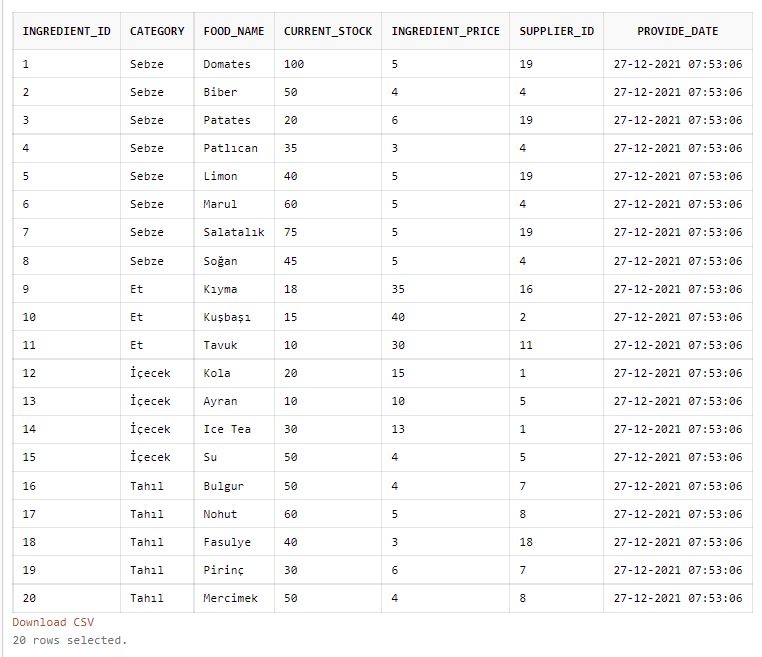 INGREDIENT_ID CATEGORY FOOD_NAME CURRENT_STOCK INGREDIENT_PRICE SUPPLIER_ID PROVIDE_DATE
1 Sebze Domates 100 5 19 27-12-2021 07:53:06
2 Sebze Biber 50 4 4 27-12-2021 07:53:06
3 Sebze Patates 20 6 19 27-12-2021 07:53:06
4 Sebze Patlıcan 35 3 4 27-12-2021 07:53:06
5 Sebze Limon 40 5 19 27-12-2021 07:53:06
6 Sebze Marul 60 5 4 27-12-2021 07:53:06
7 Sebze Salatalık 75 5 19 27-12-2021 07:53:06
8 Sebze Soğan 45 5 4 27-12-2021 07:53:06
9 Et Kıyma 18 35 16 27-12-2021 07:53:06
10 Et Kuşbaşı 15 40 2 27-12-2021 07:53:06
11 Et Tavuk 10 30 11 27-12-2021 07:53:06
12 İçecek Kola 20 15 1 27-12-2021 07:53:06
13 İçecek Ayran 10 10 5 27-12-2021 07:53:06
14 İçecek Ice Tea 30 13 1 27-12-2021 07:53:06
15 İçecek Su 50 4 5 27-12-2021 07:53:06
16 Tahıl Bulgur 50 4 7 27-12-2021 07:53:06
17 Tahıl Nohut 60 5 8 27-12-2021 07:53:06
18 Tahıl Fasulye 40 3 18 27-12-2021 07:53:06
19 Tahıl Pirinç 30 6 7 27-12-2021 07:53:06
20 Tahıl Mercimek 50 4 8 27-12-2021 07:53:06
Download CSV
20 rows selected.